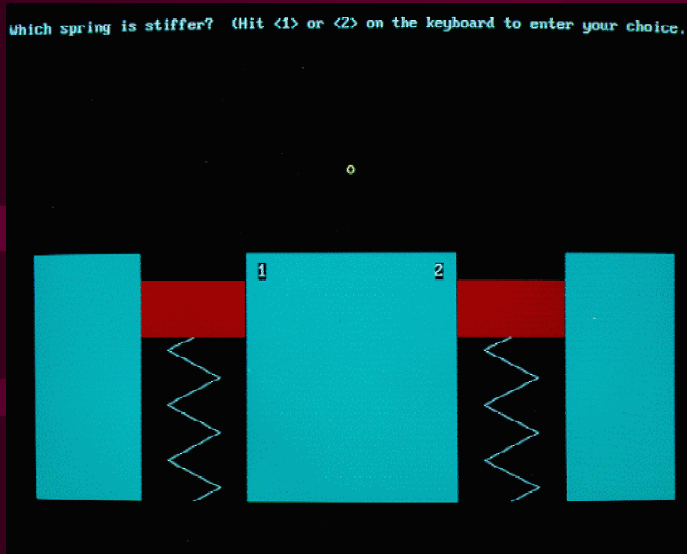 Which spring is stiffer?  (Hit <1> or <2> on the keyboard to enter your choice.
1
2